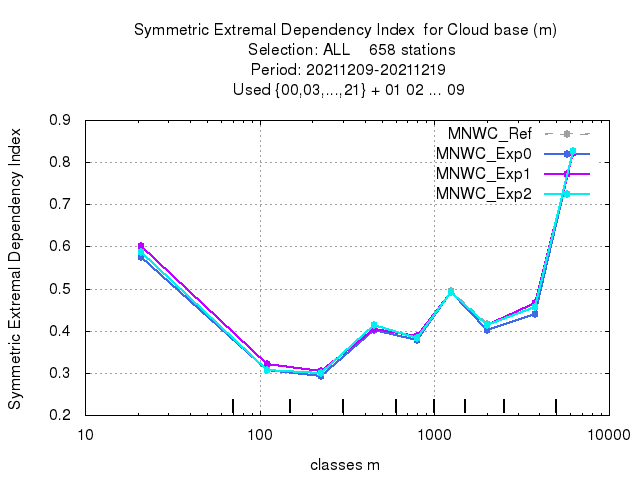 Symmetric Extremal Dependency Index  for Cloud base (m)
Selection: ALL    658 stations
Period: 20211209-20211219
Used {00,03,...,21} + 01 02 ... 09
Symmetric Extremal Dependency Index
0.9
0.8
0.7
0.6
0.5
0.4
0.3
0.2
MNWC_Ref
MNWC_Exp0
MNWC_Exp1
MNWC_Exp2
10
100
1000
10000
classes m